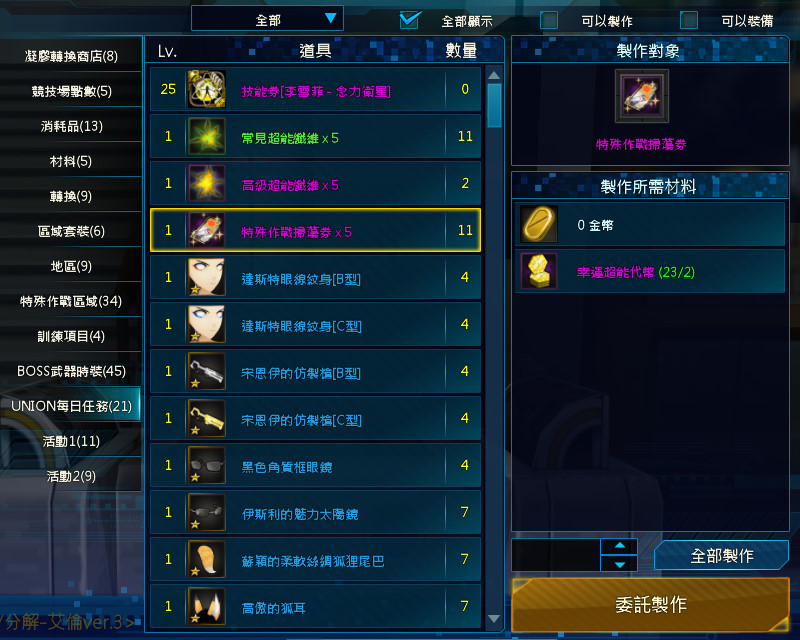 全部
全部顯示
可以製作
可以裝備
凝膠轉換商店(8)
競技場點數(5)
消耗品(13)
材料(5)
轉換(9)
區域套裝(6)
地區(9)
特殊作戰區域(34)
訓練項目(4)
BOSS武器時裝(45)
UNION每日任務(21)
活動1(11)
活動2(9)
Lv. 道具 數量
25 技能券[李雪菲 - 念力衛星] 0
1 常見超能纖維 x 5 11
1 高級超能纖維 x 5 2
1 特殊作戰掃蕩券 x 5 11
1 達斯特眼線紋身[B型] 4
1 達斯特眼線紋身[C型] 4
1 宋恩伊的仿製槍[B型] 4
1 宋恩伊的仿製槍[C型] 4
1 黑色角質框眼鏡 4
1 伊斯利的魅力太陽鏡 7
1 蘇穎的柔軟絲綢狐狸尾巴 7
1 高傲的狐耳 7
製作對象
特殊作戰掃蕩券
製作所需材料
0 金幣
幸運超能代幣 (23/2)
全部製作
委託製作
/分解-艾倫ver.3>